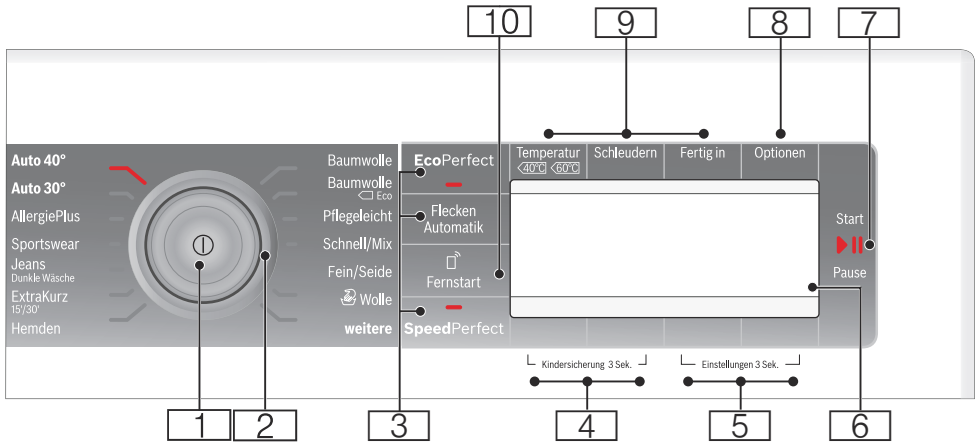 10
9
8
7
Auto 40°
Auto 30°
AllergiePlus
Sportswear
Jeans
Dunkle Wäsche
ExtraKurz
15'/30'
Hemden
Baumwolle
Baumwolle
Eco
Pflegeleicht
Schnell/Mix
Fein/Seide
Wolle
weitere
EcoPerfect
Flecken
Automatik
Fernstart
SpeedPerfect
Temperatur
<40°C <60°C
Schleudern
Fertig in
Optionen
Start
Pause
Kindersicherung 3 Sek.
Einstellungen 3 Sek.
1
2
3
4
5
6